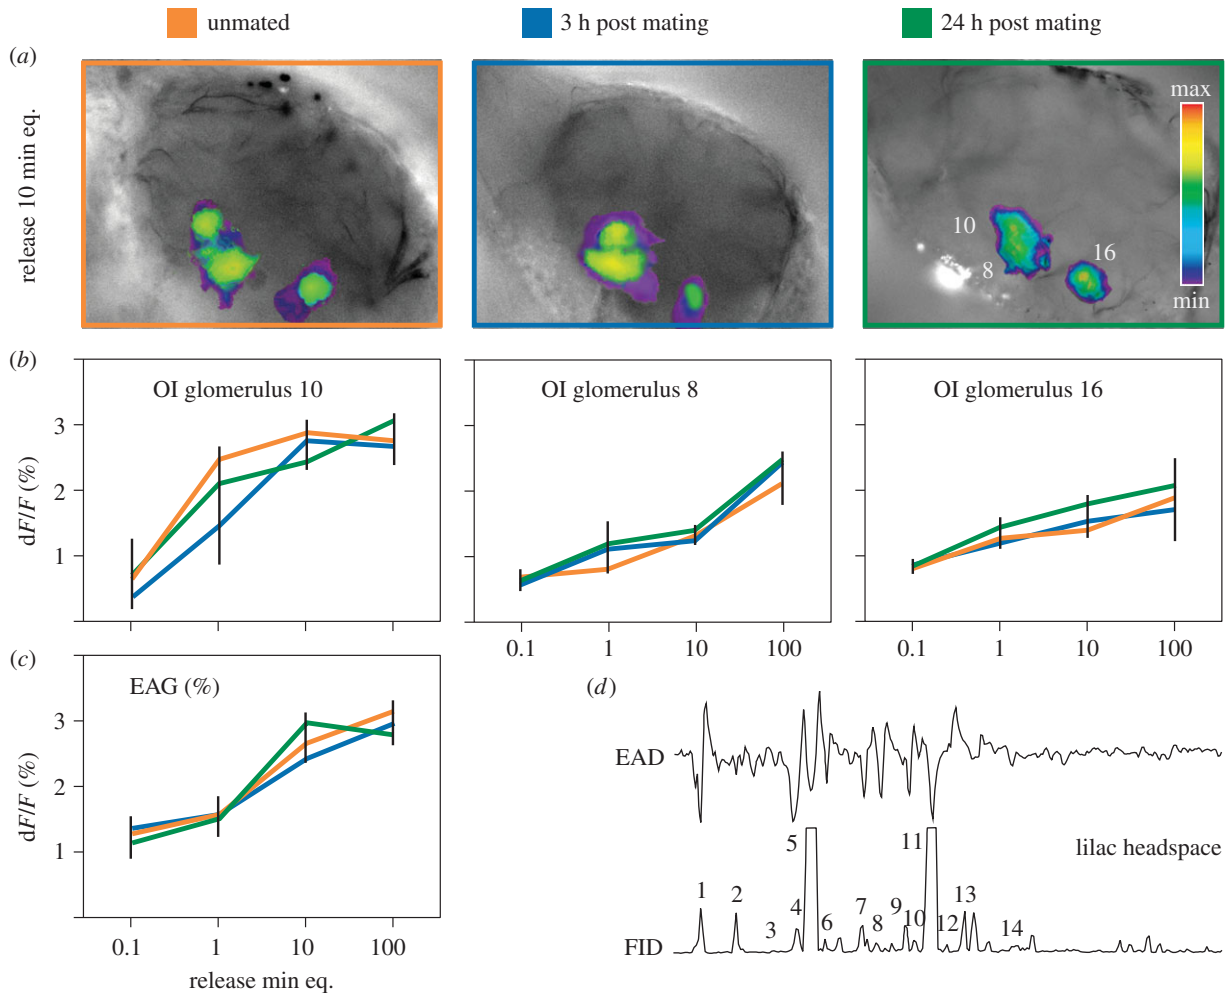 unmated 3 h post mating 24 h post mating
(a)
release 10 min eq.
max
min
10
8
16
(b)
OI glomerulus 10
OI glomerulus 8
OI glomerulus 16
dF/F (%)
3
2
1
0.1 1 10 100
0.1 1 10 100
(c)
EAG (%)
dF/F (%)
3
2
1
0.1 1 10 100
release min eq.
(d)
EAD
lilac headspace
FID
1 2 3 4 5 6 7 8 9 10 11 12 13 14